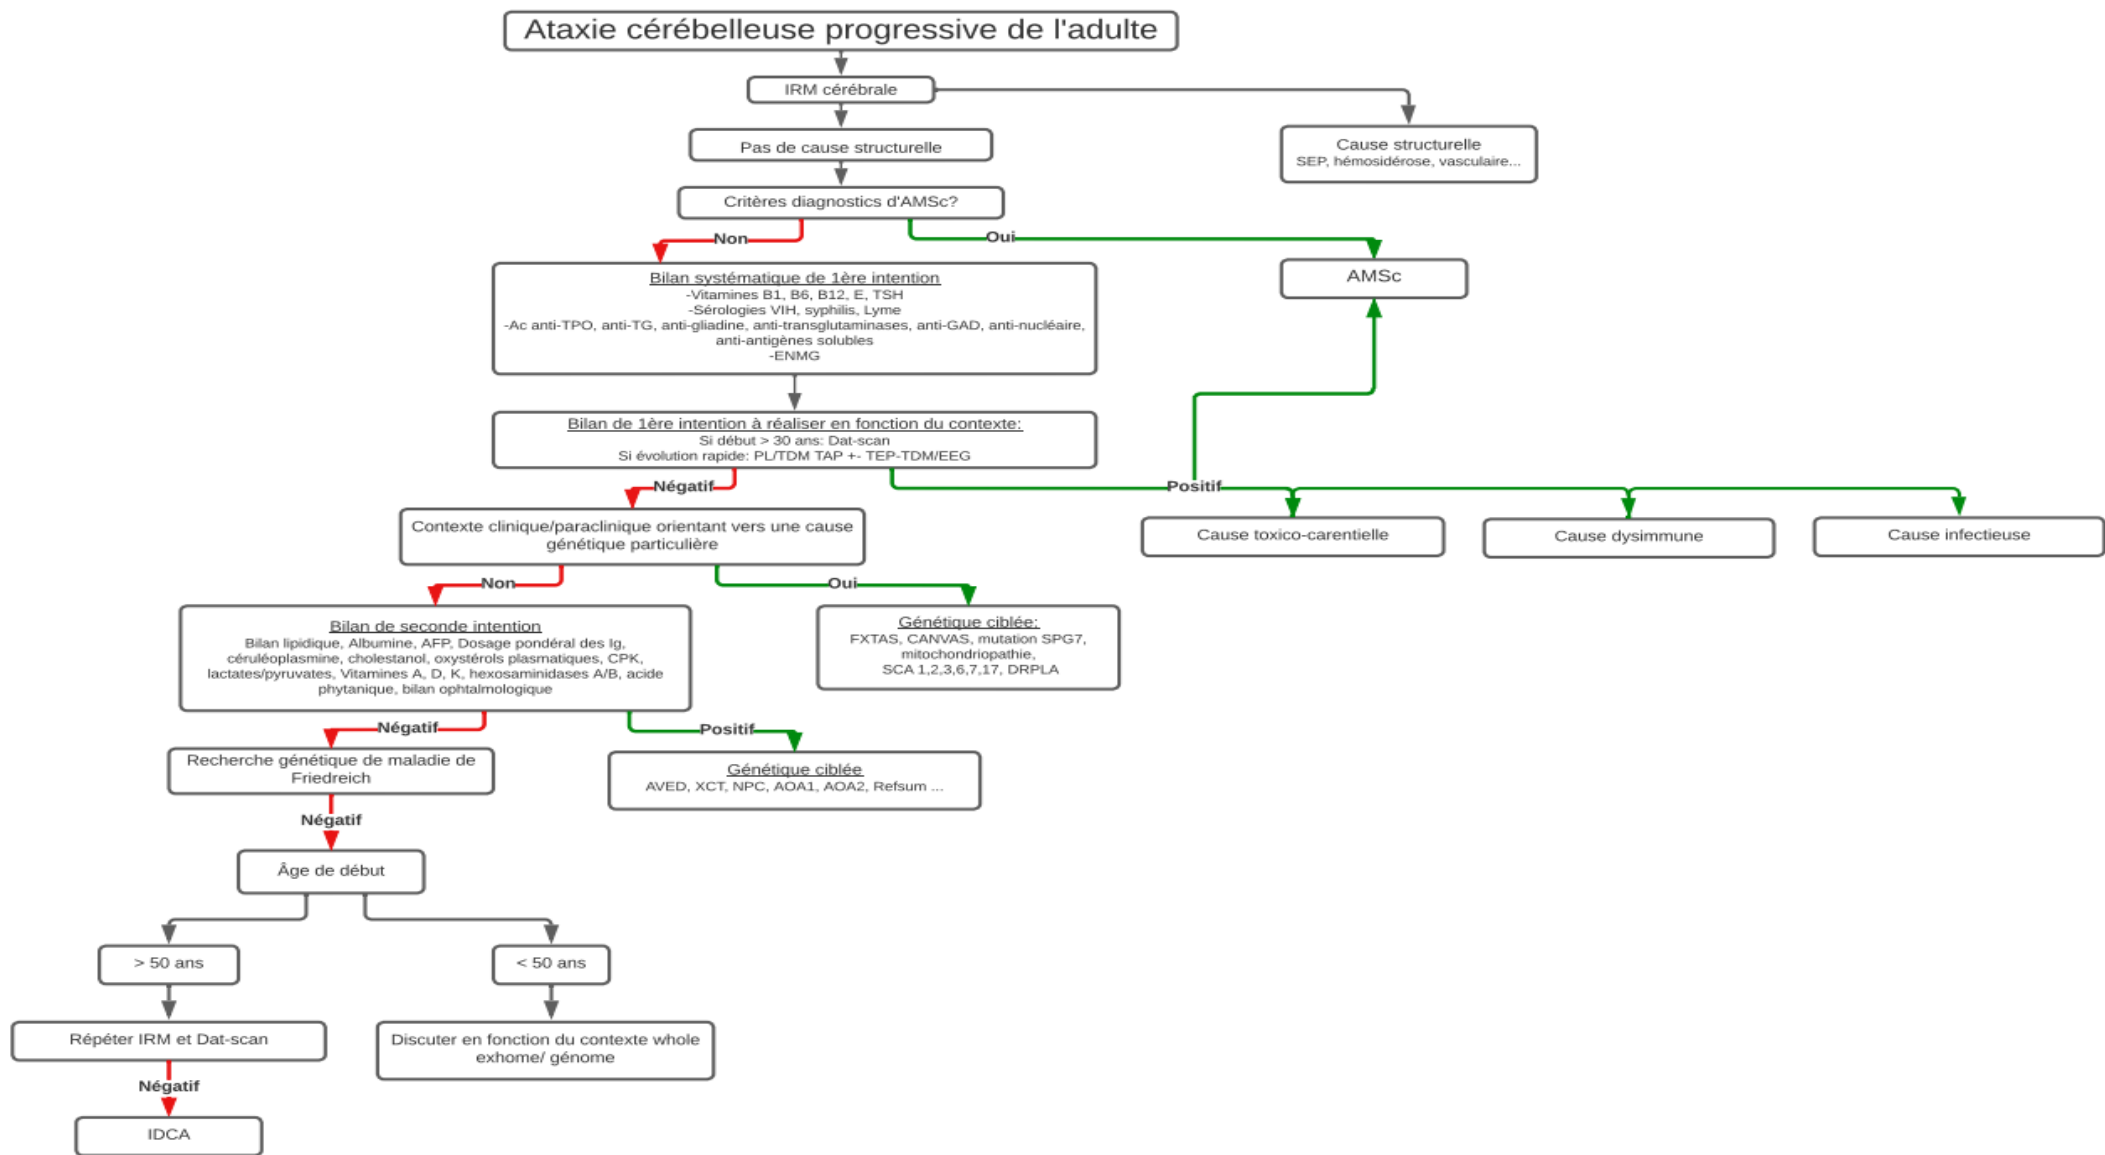 Ataxie cérébelleuse progressive de l'adulte
IRM cérébrale
Pas de cause structurelle
Cause structurelle
SEP, hémosidérose, vasculaire...
Critères diagnostics d'AMSc?
Non
Oui
Bilan systématique de 1ère intention
-Vitamines B1, B6, B12, E, TSH
-Sérologies VIH, syphilis, Lyme
-Ac anti-TPO, anti-TG, anti-gliadine, anti-transglutaminases, anti-GAD, anti-nucléaire,
anti-antigènes solubles
-ENMG
AMSc
Bilan de 1ère intention à réaliser en fonction du contexte:
Si début > 30 ans: Dat-scan
Si évolution rapide: PL/TDM TAP +- TEP-TDM/EEG
Négatif
Positif
Contexte clinique/paraclinique orientant vers une cause
génétique particulière
Cause toxico-carentielle
Cause dysimmune
Cause infectieuse
Non
Oui
Bilan de seconde intention
Bilan lipidique, Albumine, AFP, Dosage pondéral des Ig,
céruléoplasmine, cholestanol, oxystérols plasmatiques, CPK,
lactates/pyruvates, Vitamines A, D, K, hexosaminidases A/B, acide
phytanique, bilan ophtalmologique
Génétique ciblée:
FXTAS, CANVAS, mutation SPG7,
mitochondriopathie,
SCA 1,2,3,6,7,17, DRPLA
Négatif
Positif
Recherche génétique de maladie de
Friedreich
Génétique ciblée
AVED, XCT, NPC, AOA1, AOA2, Refsum ...
Négatif
Âge de début
> 50 ans
< 50 ans
Répéter IRM et Dat-scan
Discuter en fonction du contexte whole
exhome/ génome
Négatif
IDCA